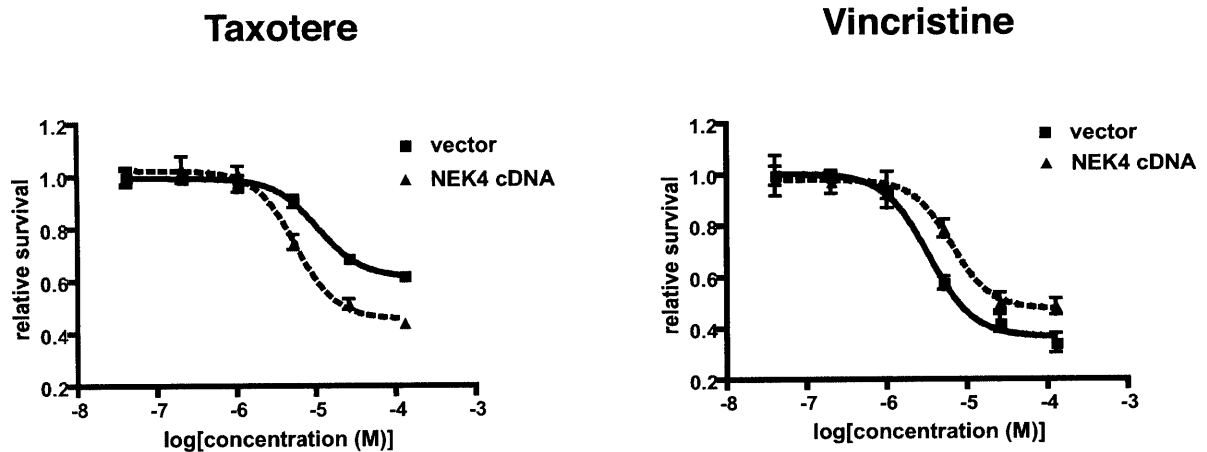 Taxotere
1.2
1.0
0.8
0.6
0.4
0.2
relative survival
-8
-7
-6
-5
-4
-3
log[concentration (M)]
vector
NEK4 cDNA
Vincristine
1.2
1.0
0.8
0.6
0.4
0.2
relative survival
-8
-7
-6
-5
-4
-3
log[concentration (M)]
vector
NEK4 cDNA